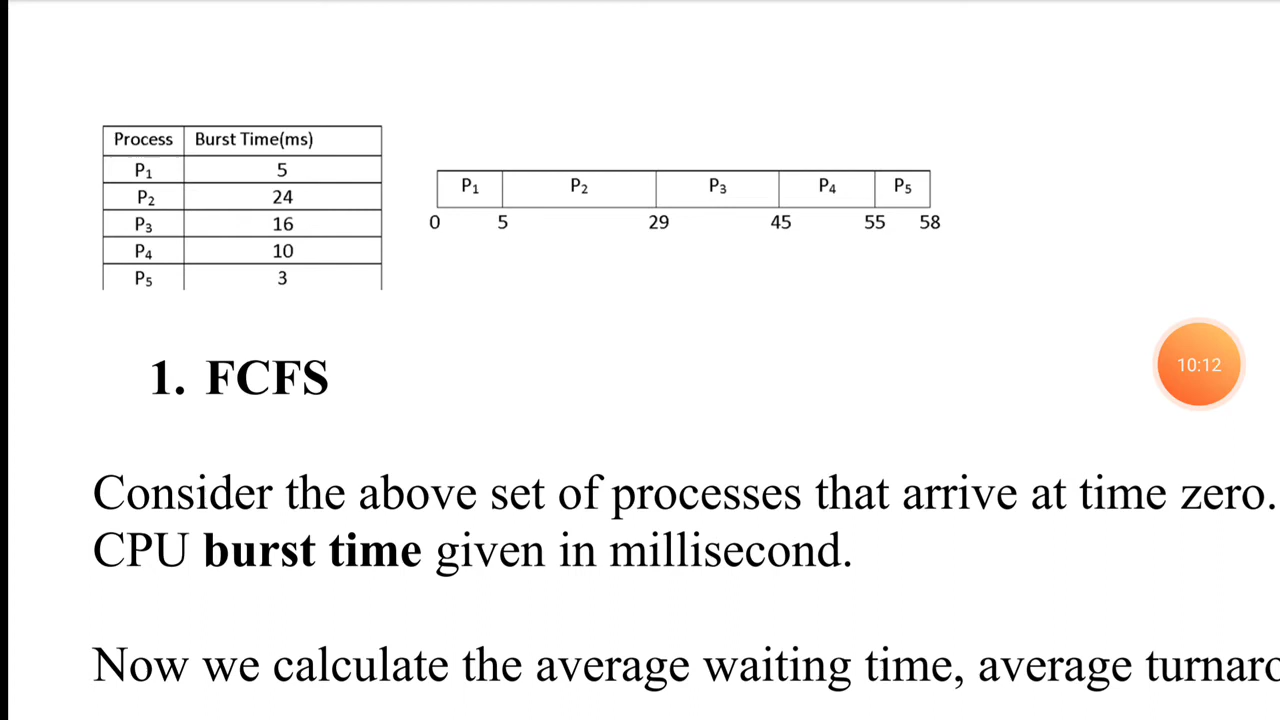 Process Burst Time(ms)
P₁ 5
P₂ 24
P₃ 16
P₄ 10
P₅ 3
P₁ P₂ P₃ P₄ P₅
0 5 29 45 55 58
1. FCFS
10:12
Consider the above set of processes that arrive at time zero.
CPU burst time given in millisecond.
Now we calculate the average waiting time, average turnaro